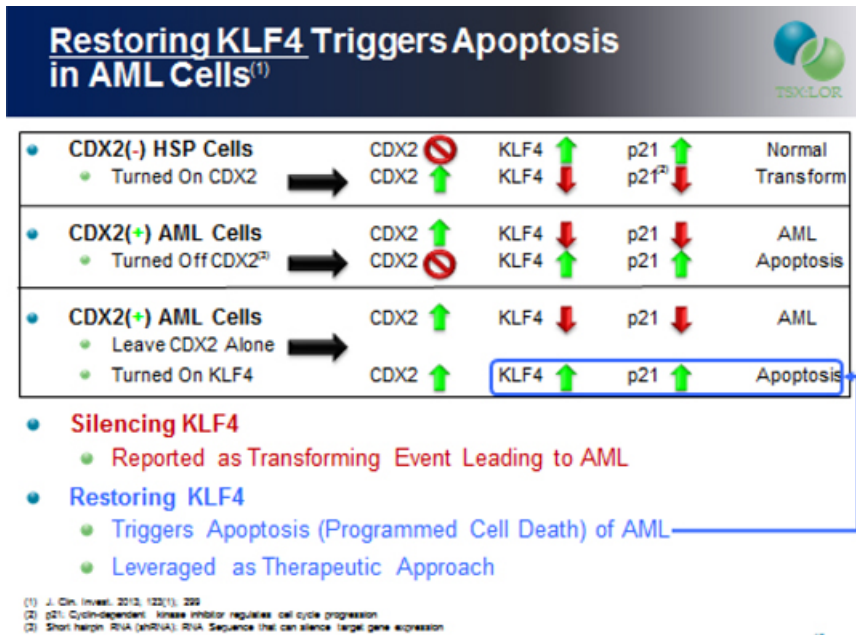 Restoring KLF4 Triggers Apoptosis
in AML Cells(1)
TSX:LOR
CDX2(-) HSP Cells CDX2 KLF4 p21 Normal
Turned On CDX2 CDX2 KLF4 p21(2) Transform
CDX2(+) AML Cells CDX2 KLF4 p21 AML
Turned Off CDX2(3) CDX2 KLF4 p21 Apoptosis
CDX2(+) AML Cells CDX2 KLF4 p21 AML
Leave CDX2 Alone
Turned On KLF4 CDX2 KLF4 p21 Apoptosis
Silencing KLF4
Reported as Transforming Event Leading to AML
Restoring KLF4
Triggers Apoptosis (Programmed Cell Death) of AML
Leveraged as Therapeutic Approach
(1) J. Clin. Invest. 2013, 123(1), 299
(2) p21: Cyclin-dependent kinase inhibitor regulates cell cycle progression
(3) Short hairpin RNA (shRNA): RNA Sequence that can silence target gene expression